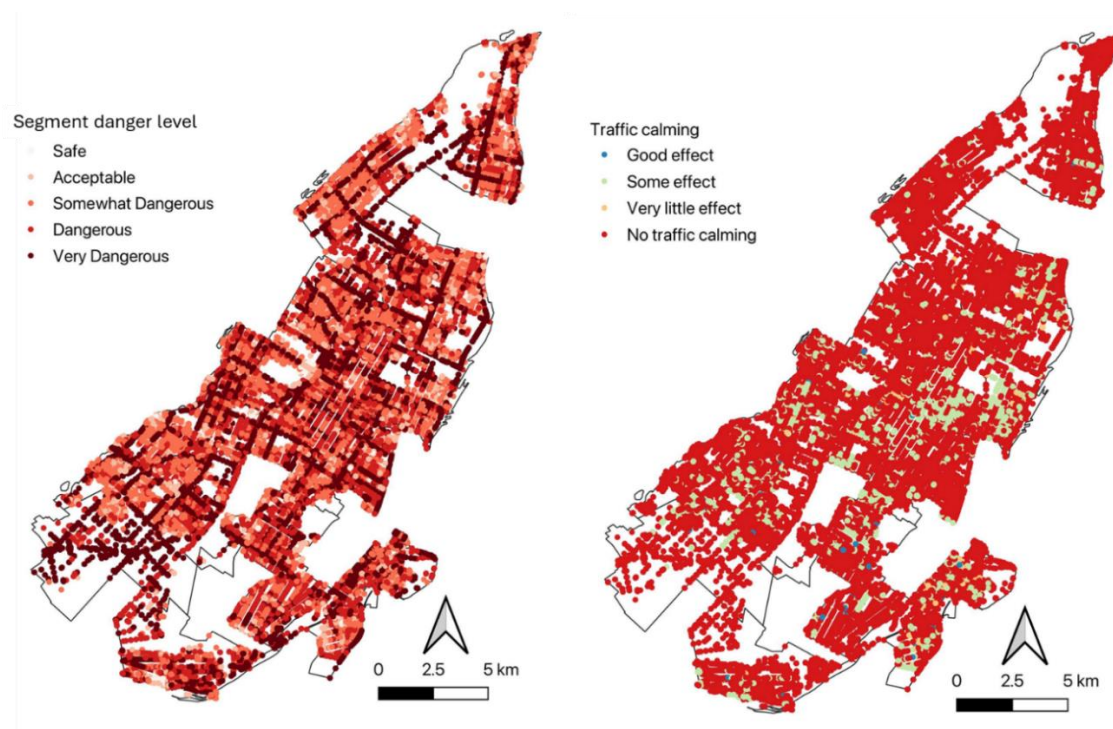 Segment danger level
Safe
Acceptable
Somewhat Dangerous
Dangerous
Very Dangerous
0 2.5 5 km
Traffic calming
Good effect
Some effect
Very little effect
No traffic calming
0 2.5 5 km